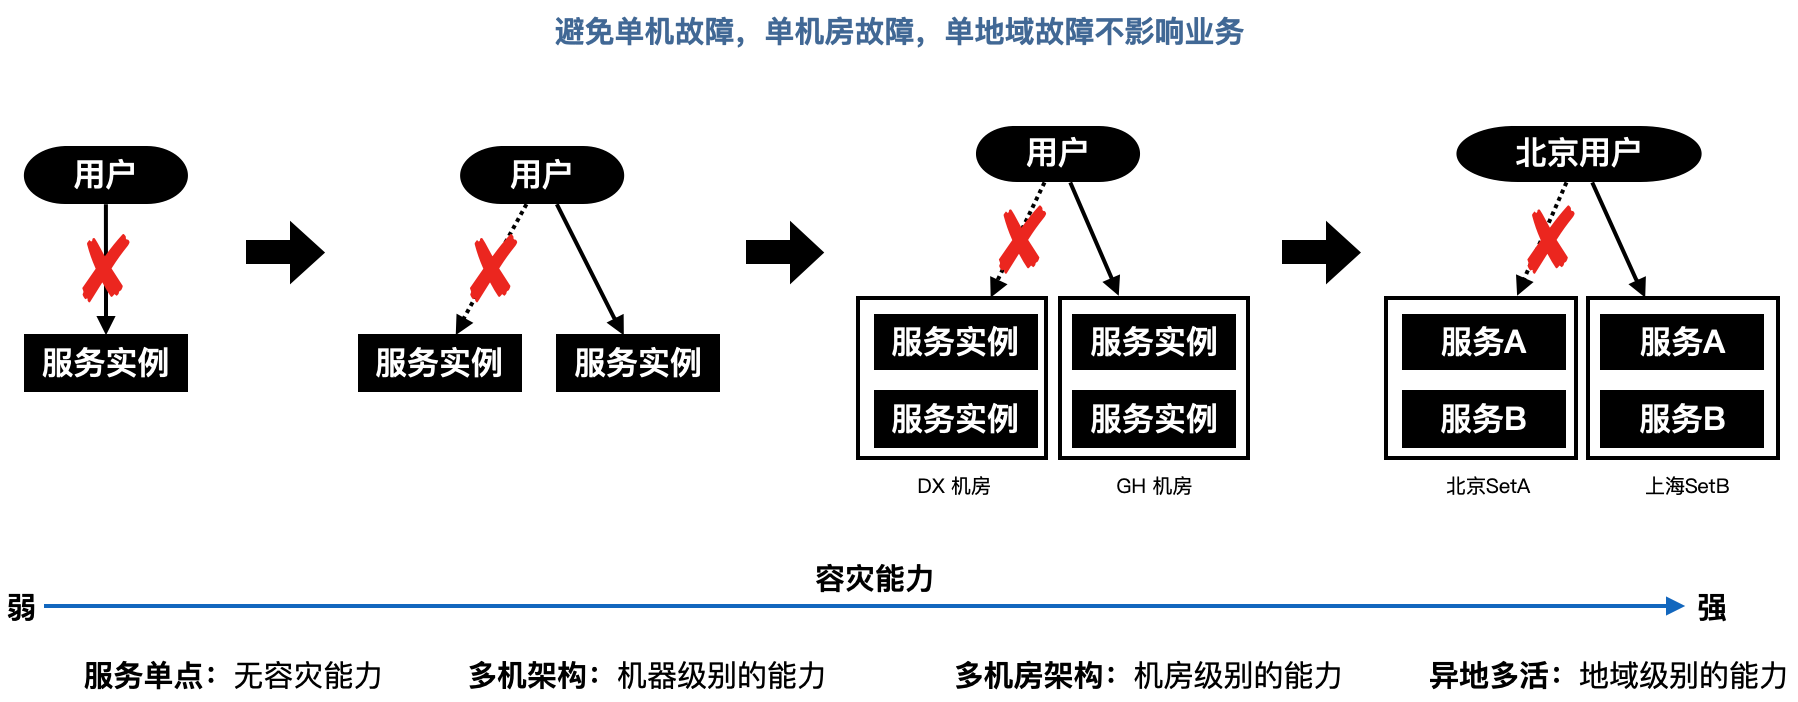 避免单机故障，单机房故障，单地域故障不影响业务
用户
服务实例
用户
服务实例
服务实例
用户
服务实例
服务实例
服务实例
服务实例
DX 机房
GH 机房
北京用户
服务A
服务A
服务B
服务B
北京SetA
上海SetB
容灾能力
弱
强
服务单点：无容灾能力
多机架构：机器级别的能力
多机房架构：机房级别的能力
异地多活：地域级别的能力